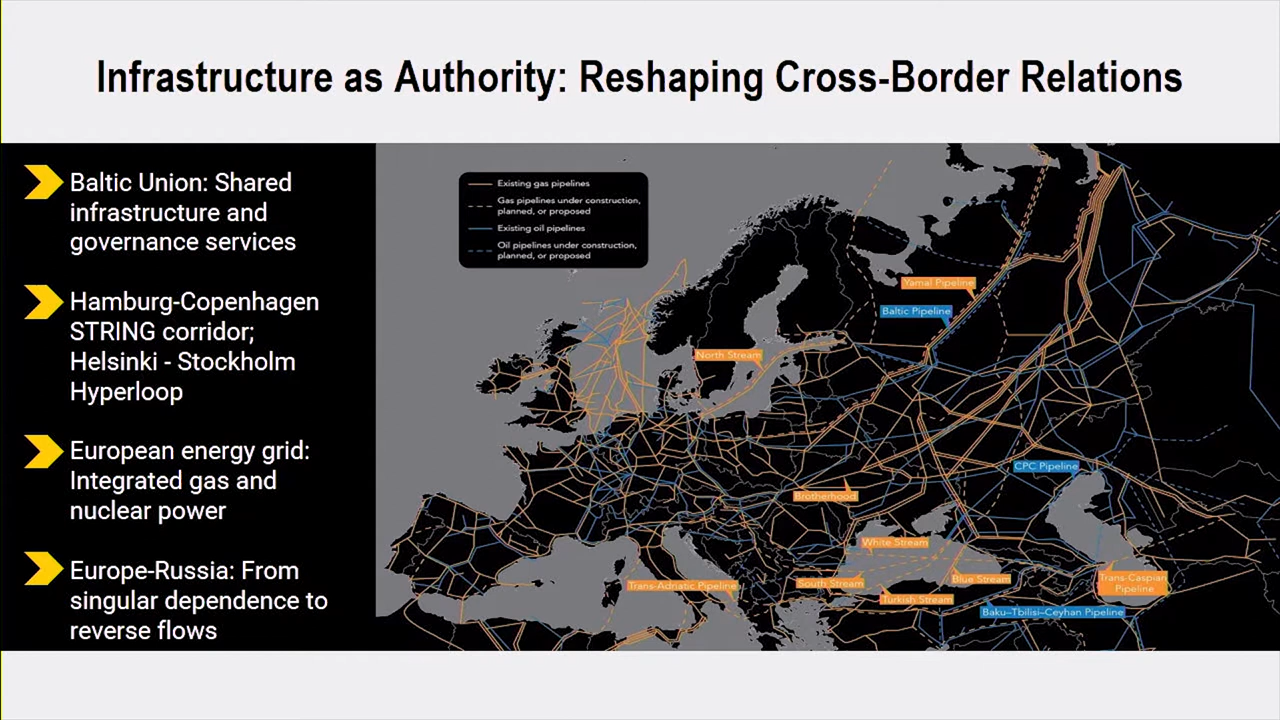 Infrastructure as Authority: Reshaping Cross-Border Relations
Baltic Union: Shared
infrastructure and
governance services
Hamburg-Copenhagen
STRING corridor;
Helsinki - Stockholm
Hyperloop
European energy grid:
Integrated gas and
nuclear power
Europe-Russia: From
singular dependence to
reverse flows
Existing gas pipelines
Gas pipelines under construction,
planned, or proposed
Existing oil pipelines
Oil pipelines under construction,
planned, or proposed
Yamal Pipeline
Baltic Pipeline
North Stream
CPC Pipeline
Brotherhood
White Stream
Trans-Adriatic Pipeline
South Stream
Blue Stream
Trans-Caspian
Pipeline
Turkish Stream
Baku–Tbilisi–Ceyhan Pipeline